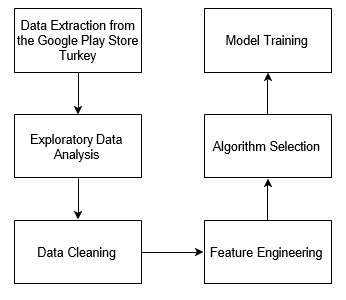 Data Extraction from
the Google Play Store
Turkey
Exploratory Data
Analysis
Data Cleaning
Feature Engineering
Algorithm Selection
Model Training